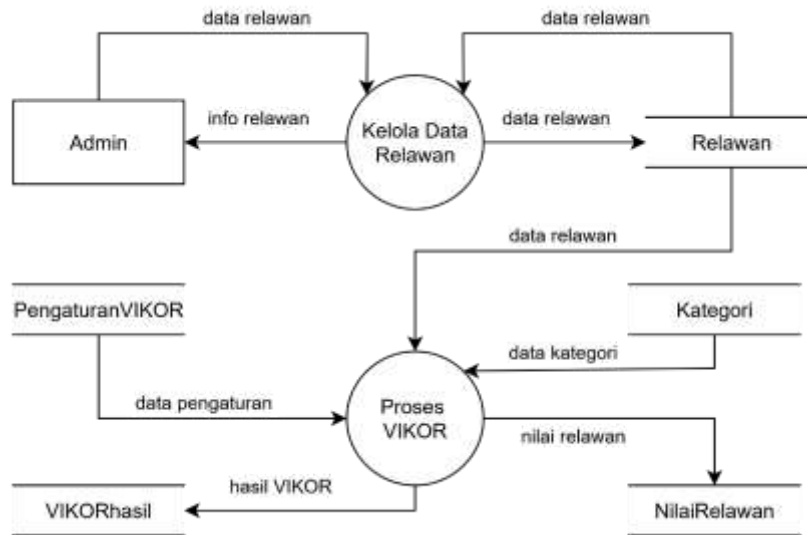 data relawan
data relawan
Admin
info relawan
Kelola Data
Relawan
data relawan
Relawan
data relawan
PengaturanVIKOR
Kategori
data kategori
data pengaturan
Proses
VIKOR
nilai relawan
hasil VIKOR
VIKORhasil
NilaiRelawan